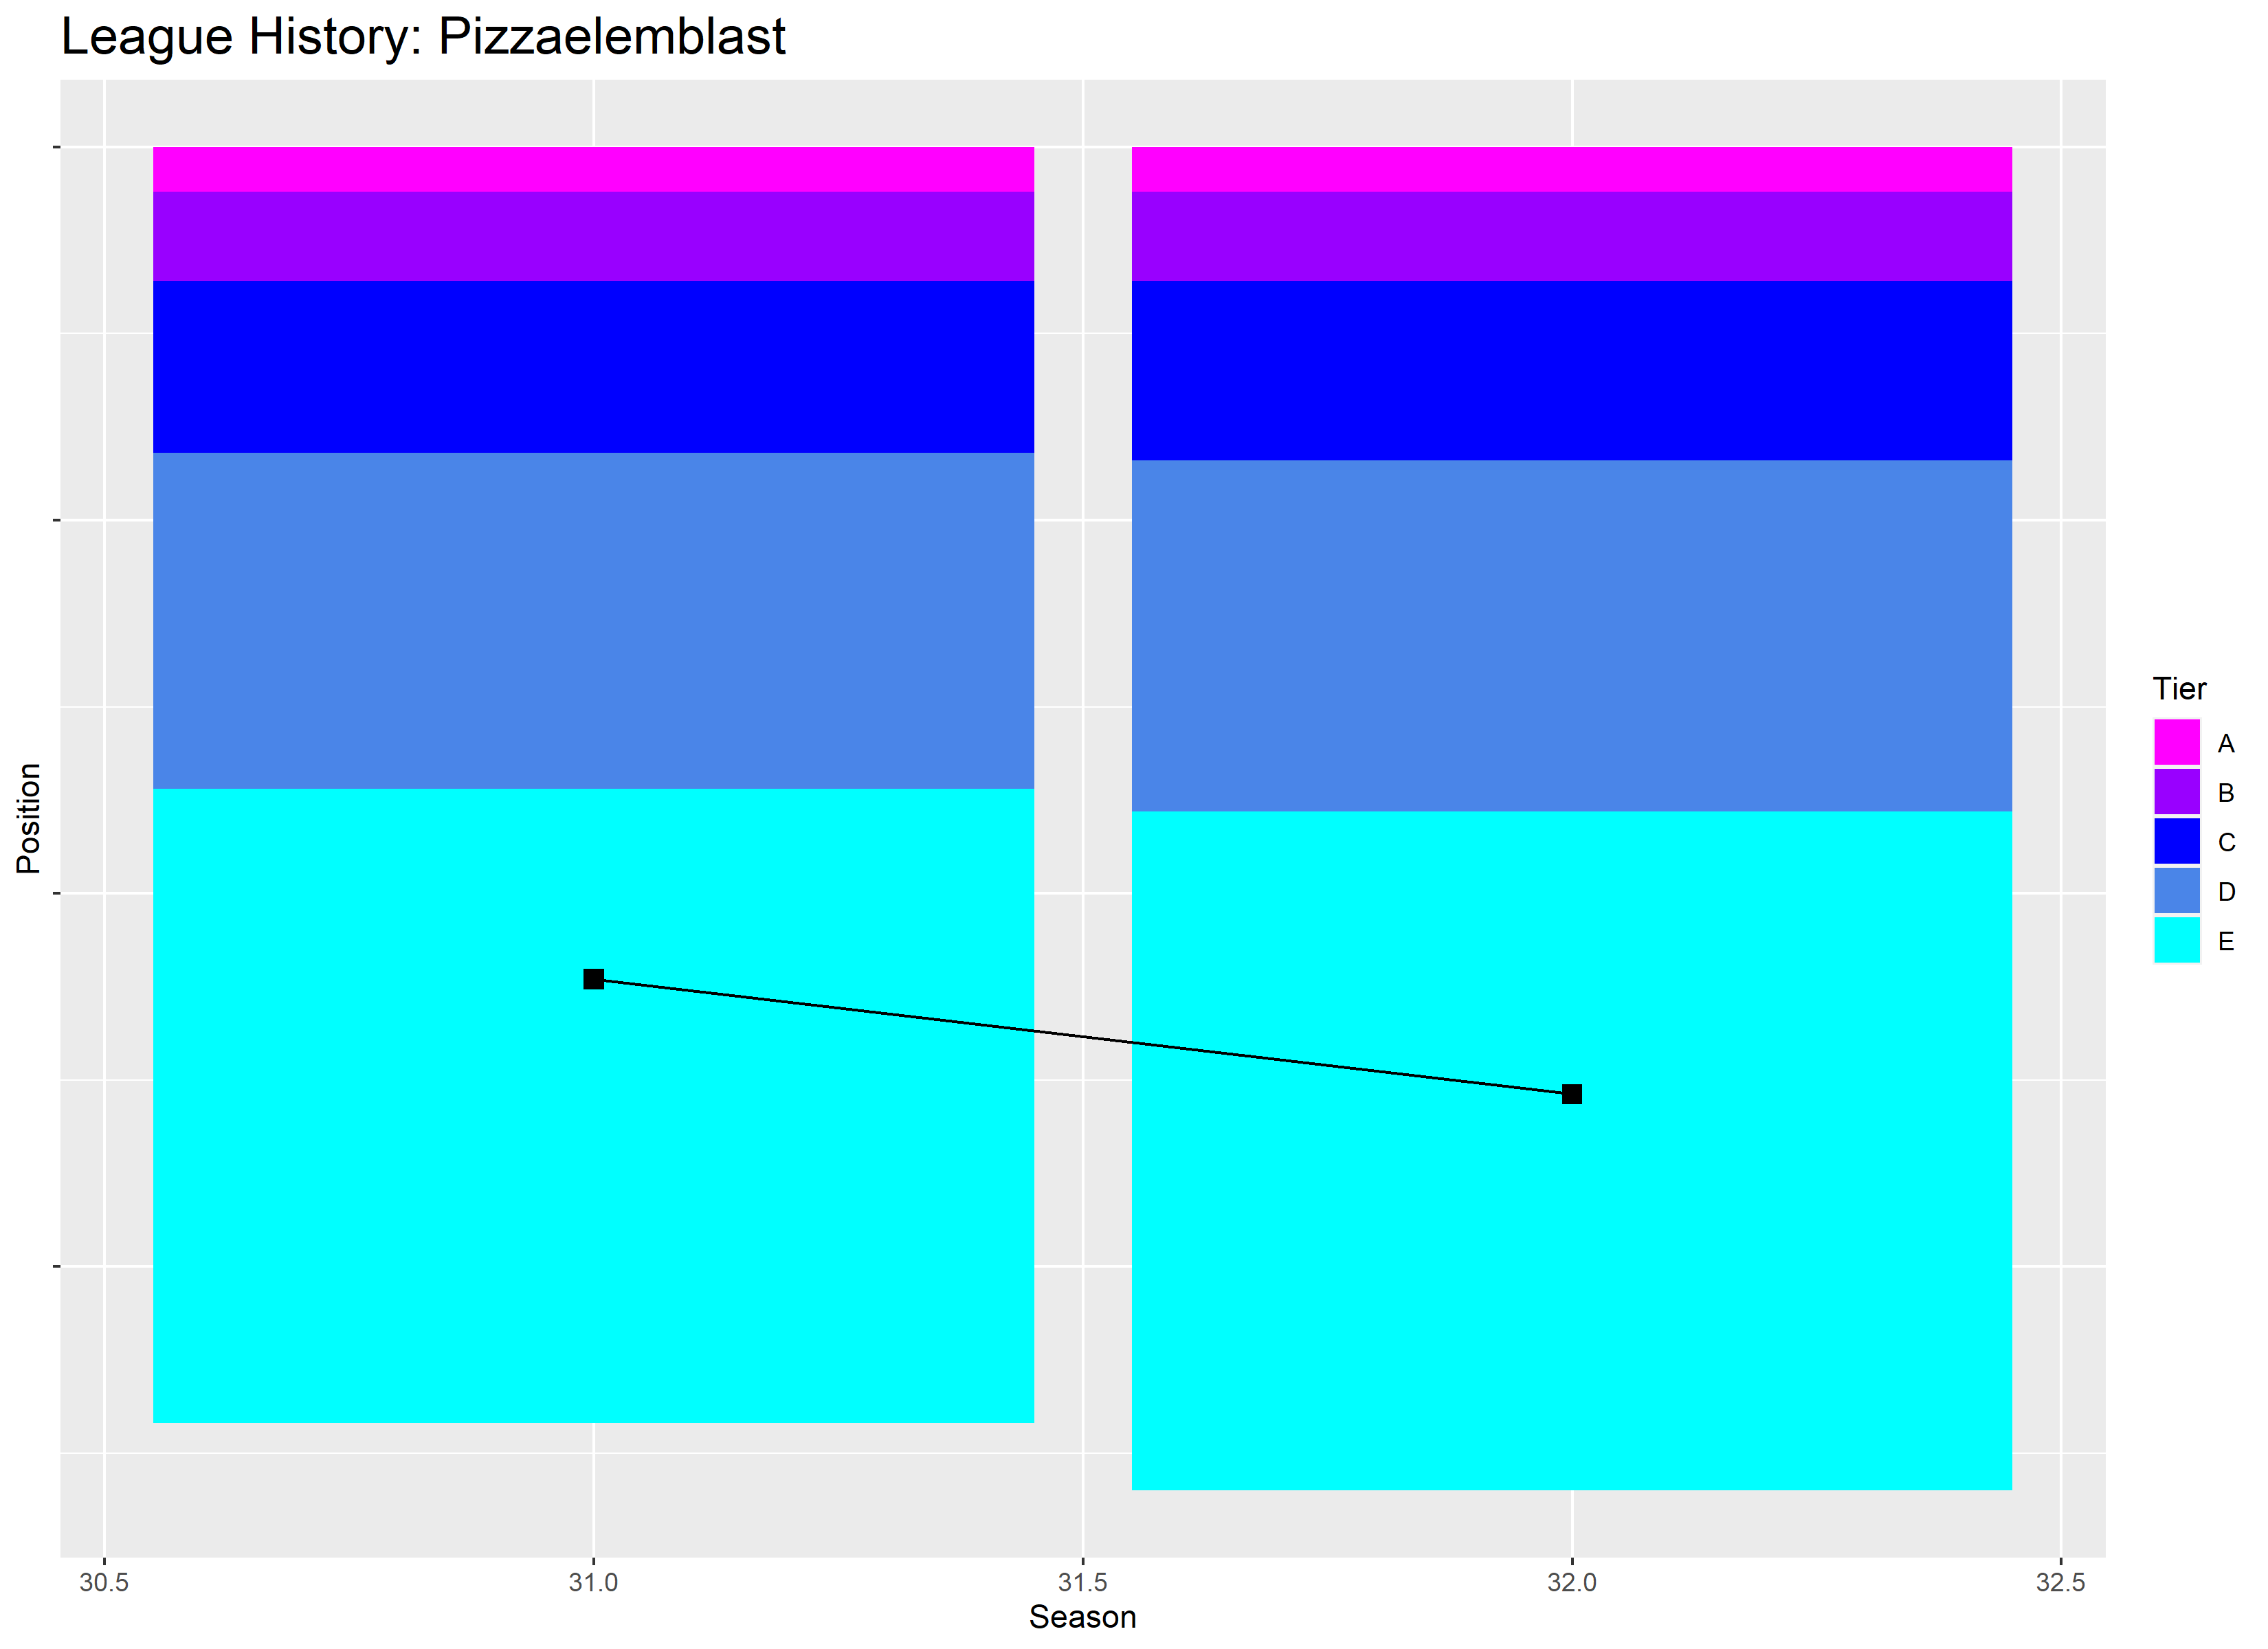 League History: Pizzaelemblast
Position
Tier
A
B
C
D
E
30.5 31.0 31.5 32.0 32.5
Season